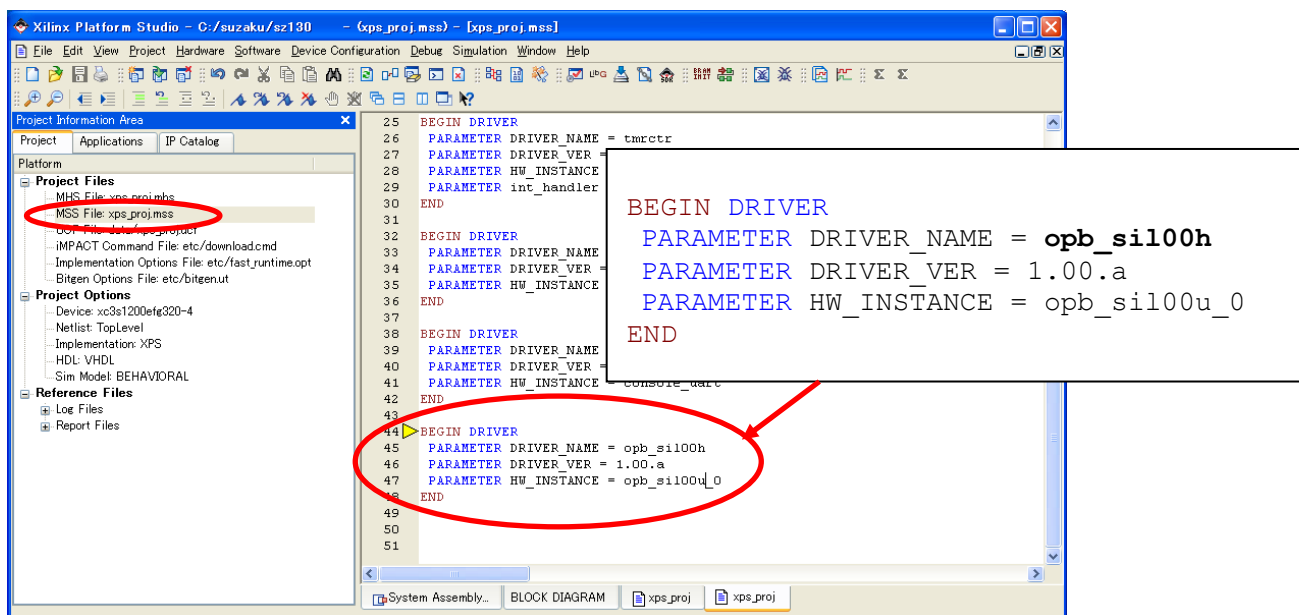 Xilinx Platform Studio - C:/suzaku/sz130 - (xps_proj.mss) - [xps_proj.mss]
File Edit View Project Hardware Software Device Configuration Debug Simulation Window Help
Project Information Area
Project Applications IP Catalog
Platform
Project Files
MHS File: xps_proj.mhs
MSS File: xps_proj.mss
UCF File: data/xps_proj.ucf
iMPACT Command File: etc/download.cmd
Implementation Options File: etc/fast_runtime.opt
Bitgen Options File: etc/bitgen.ut
Project Options
Device: xc3s1200efg320-4
Netlist: TopLevel
Implementation: XPS
HDL: VHDL
Sim Model: BEHAVIORAL
Reference Files
Log Files
Report Files
25 BEGIN DRIVER
26 PARAMETER DRIVER_NAME = tmrctr
27 PARAMETER DRIVER_VER =
28 PARAMETER HW_INSTANCE
29 PARAMETER int_handler
30 END
31
32 BEGIN DRIVER
33 PARAMETER DRIVER_NAME
34 PARAMETER DRIVER_VER =
35 PARAMETER HW_INSTANCE
36 END
37
38 BEGIN DRIVER
39 PARAMETER DRIVER_NAME
40 PARAMETER DRIVER_VER =
41 PARAMETER HW_INSTANCE = console_uart
42 END
43
44 BEGIN DRIVER
45 PARAMETER DRIVER_NAME = opb_sil00h
46 PARAMETER DRIVER_VER = 1.00.a
47 PARAMETER HW_INSTANCE = opb_sil00u_0
48 END
49
50
51
BEGIN DRIVER
PARAMETER DRIVER_NAME = opb_sil00h
PARAMETER DRIVER_VER = 1.00.a
PARAMETER HW_INSTANCE = opb_sil00u_0
END
System Assembly... BLOCK DIAGRAM xps_proj xps_proj